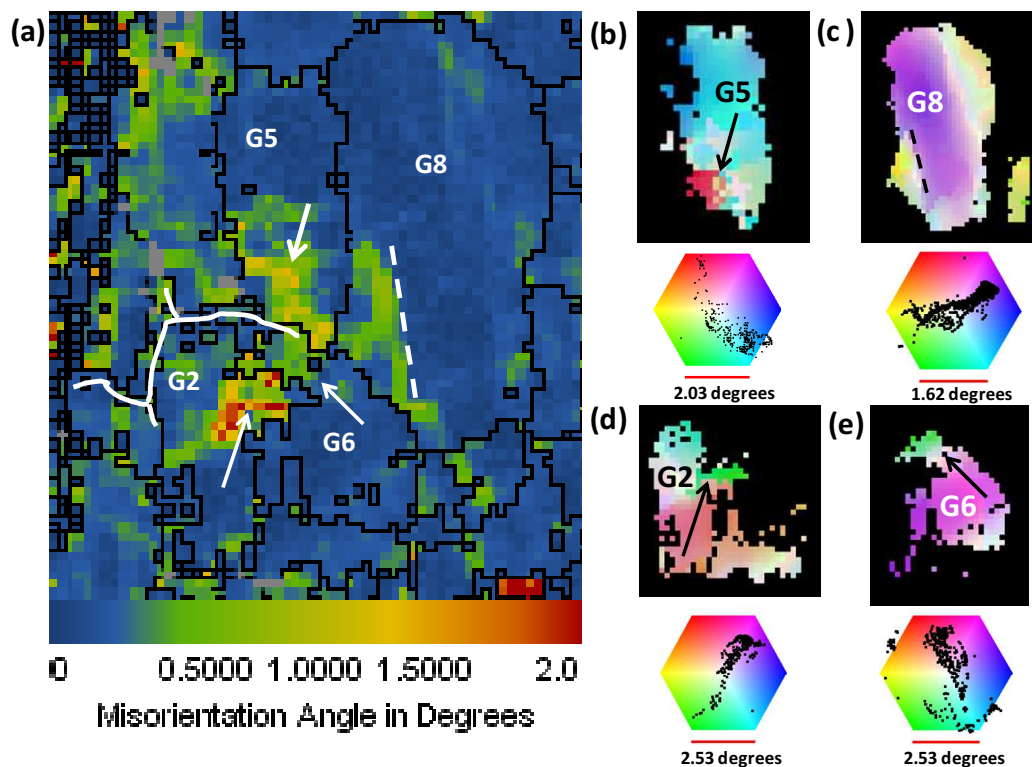 (a)
G5
G8
G2
G6
00 0.5000 1.0000 1.5000 2.0
Misorientation Angle in Degrees
(b)
G5
2.03 degrees
(c)
G8
1.62 degrees
(d)
G2
2.53 degrees
(e)
G6
2.53 degrees